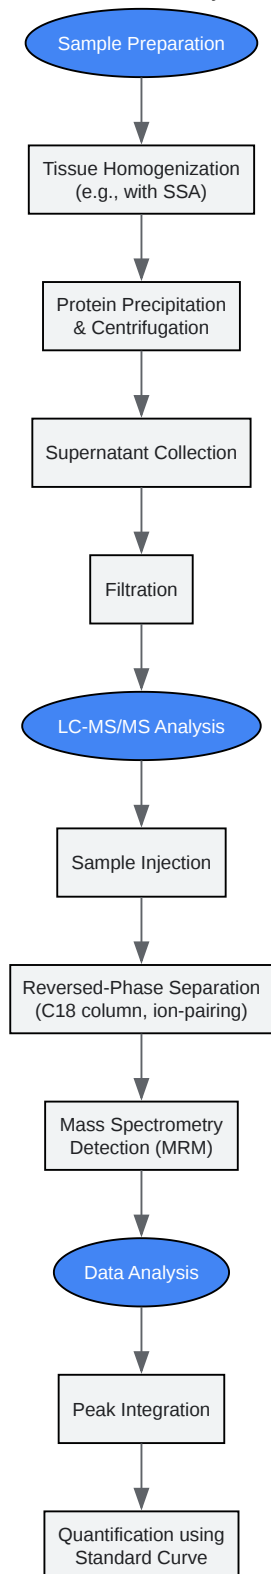 Sample Preparation
Tissue Homogenization
(e.g., with SSA)
Protein Precipitation
& Centrifugation
Supernatant Collection
Filtration
LC-MS/MS Analysis
Sample Injection
Reversed-Phase Separation
(C18 column, ion-pairing)
Mass Spectrometry
Detection (MRM)
Data Analysis
Peak Integration
Quantification using
Standard Curve